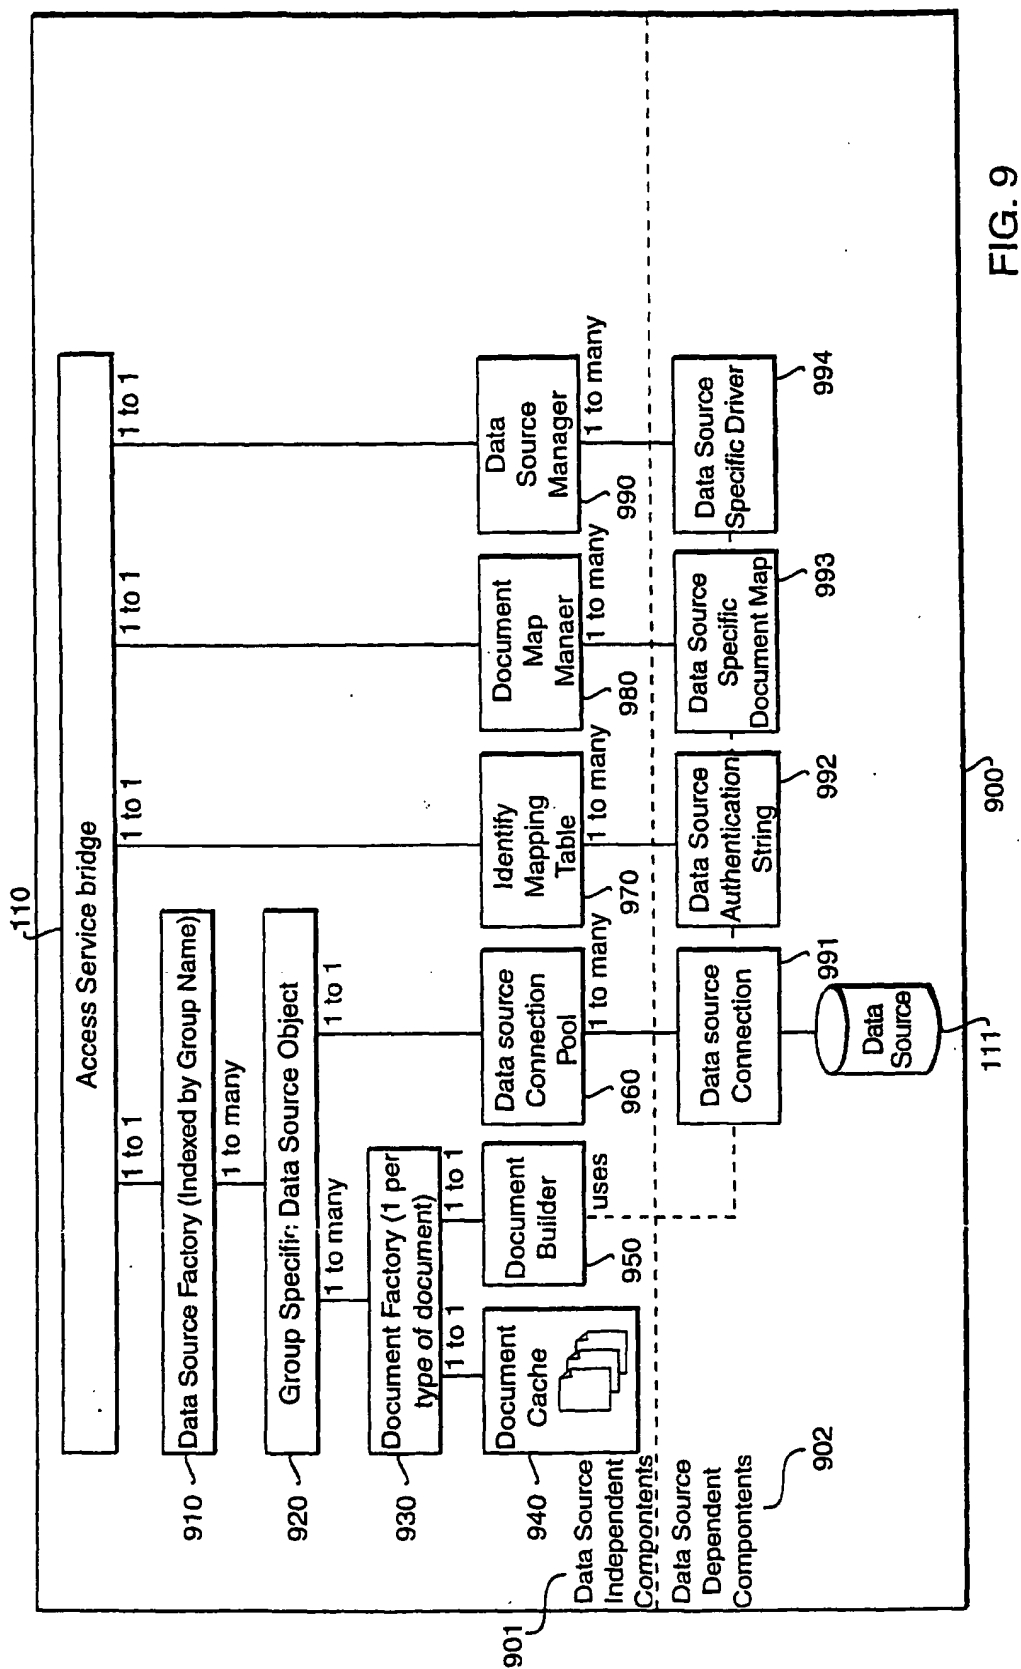 110
Access Service bridge
1 to 1
1 to 1
1 to 1
1 to 1
910
Data Source Factory (Indexed by Group Name)
1 to many
920
Group Specific: Data Source Object
1 to many
1 to 1
930
Document Factory (1 per
type of document)
1 to 1
1 to 1
940
Document
Cache
Document
Builder
950
uses
Data source
Connection
Pool
960
1 to many
Identify
Mapping
Table
970
1 to many
Document
Map
Manaer
980
1 to many
Data
Source
Manager
990
1 to many
901
Data Source
Independent
Compontents
Data Source
Dependent
Compontents
902
Data source
Connection
991
Data Source
Authentication
String
992
Data Source
Specific
Document Map
993
Data Source
Specific Driver
994
Data
Source
111
900
FIG. 9